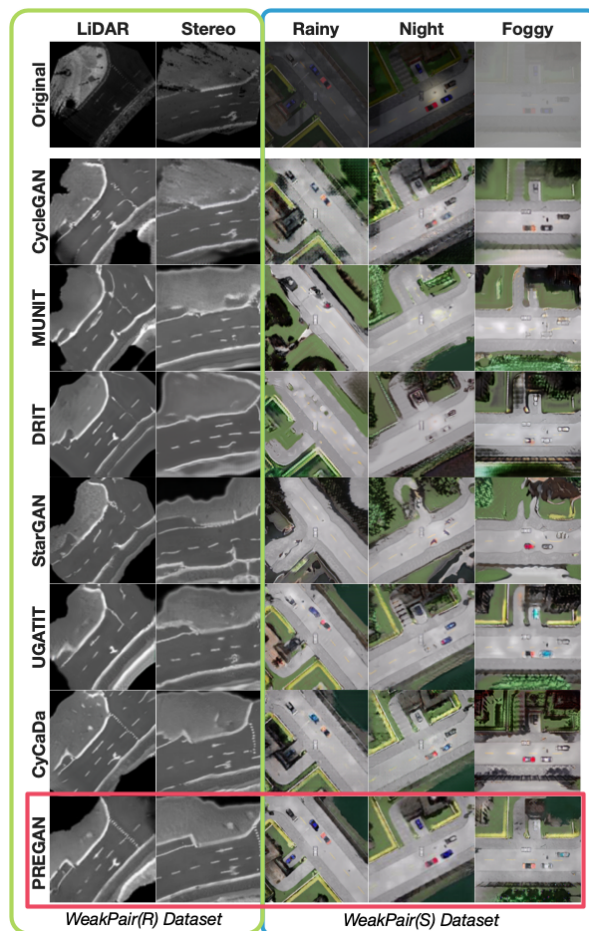 LiDAR Stereo Rainy Night Foggy
Original
CycleGAN
MUNIT
DRIT
StarGAN
UGATIT
CyCaDa
PREGAN
WeakPair(R) Dataset WeakPair(S) Dataset